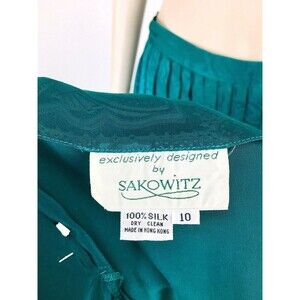 exclusively designed
by
SAKOWITZ
100% SILK
DRY CLEAN
MADE IN HONG KONG
10